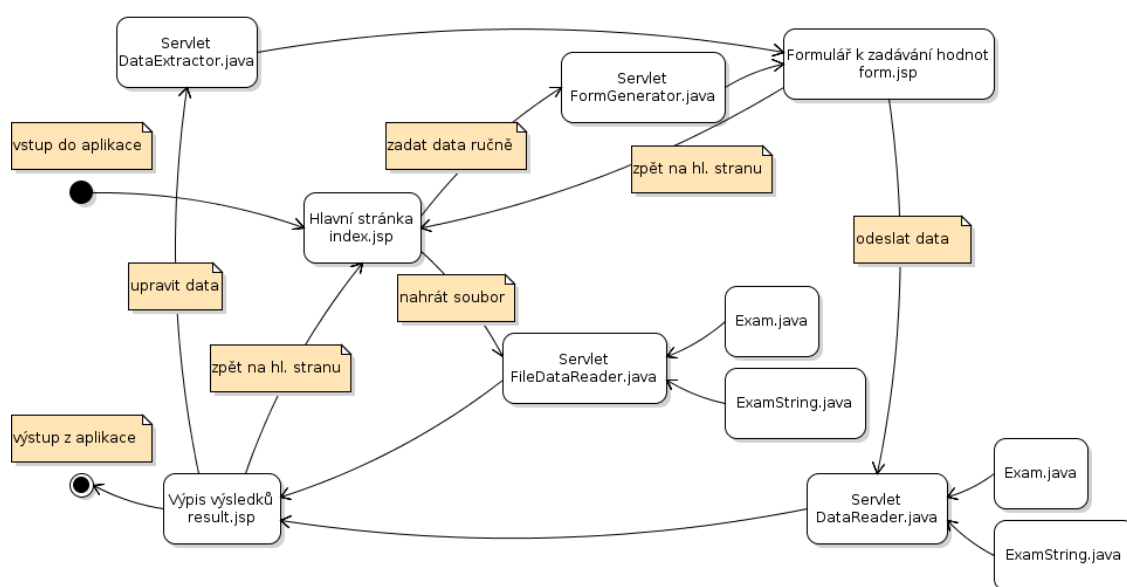 Servlet
DataExtractor.java
Formulář k zadávání hodnot
form.jsp
Servlet
FormGenerator.java
vstup do aplikace
zadat data ručně
zpět na hl. stranu
Hlavní stránka
index.jsp
odeslat data
upravit data
nahrát soubor
Exam.java
zpět na hl. stranu
Servlet
FileDataReader.java
ExamString.java
výstup z aplikace
Výpis výsledků
result.jsp
Servlet
DataReader.java
Exam.java
ExamString.java